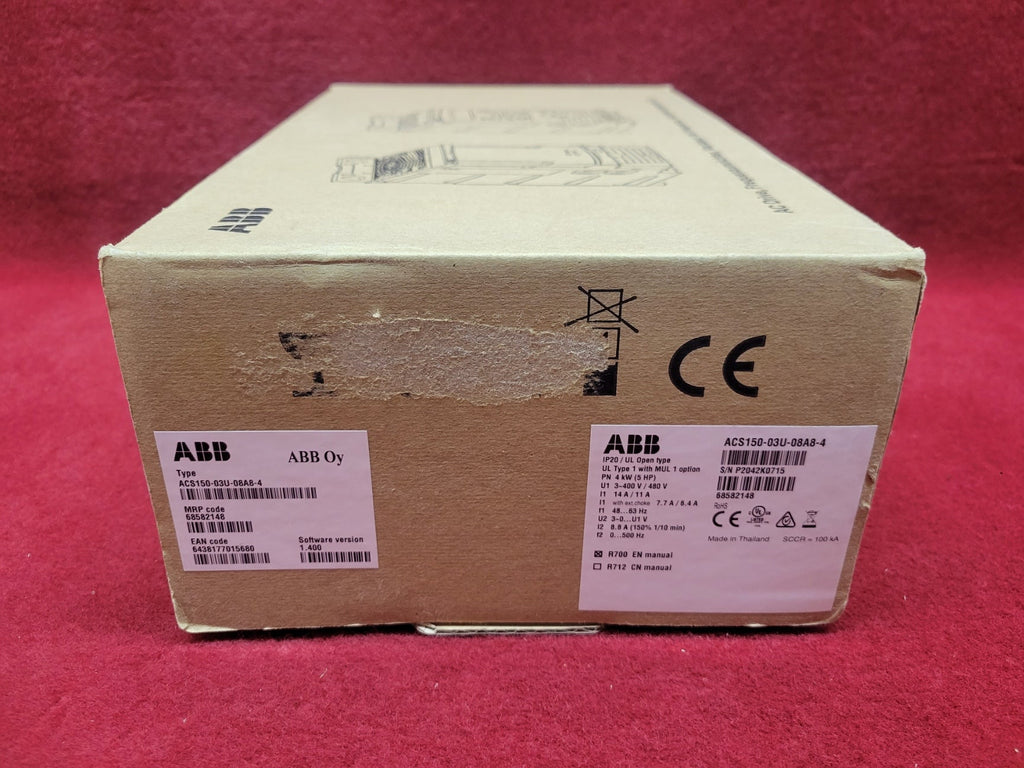 ABB
ABB
ABB Oy
Type
ACS150-03U-08A8-4
MRP code
68582148
EAN code
6438177015680
Software version
1.400
ABB
ACS150-03U-08A8-4
IP20 / UL Open type
UL Type 1 with MUL 1 option
S/N P2042K0715
PN 4 kW (5 HP)
U1 3~400 V / 480 V
68582148
I1 14 A / 11 A
I1 with ext.choke 7.7 A / 6.4 A
f1 48...63 Hz
U2 3~0...U1 V
I2 8.8 A (150% 1/10 min)
f2 0...500 Hz
RoHS
CE
UL
LISTED
Made in Thailand
SCCR = 100 kA
R700 EN manual
R712 CN manual
CE